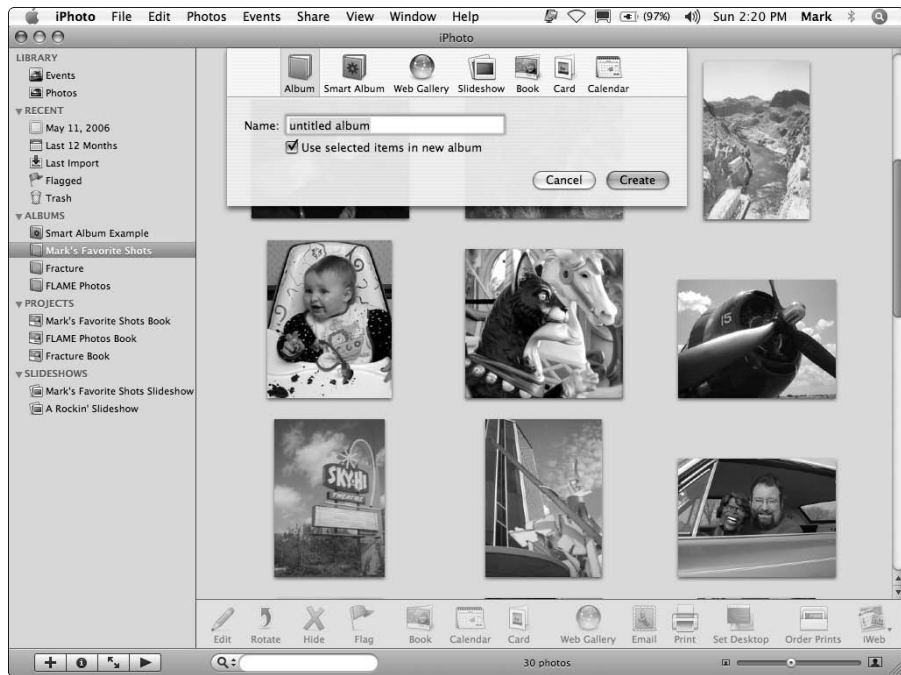 iPhoto File Edit Photos Events Share View Window Help (97%) Sun 2:20 PM Mark
iPhoto
LIBRARY
Events
Photos
RECENT
May 11, 2006
Last 12 Months
Last Import
Flagged
Trash
ALBUMS
Smart Album Example
Mark's Favorite Shots
Fracture
FLAME Photos
PROJECTS
Mark's Favorite Shots Book
FLAME Photos Book
Fracture Book
SLIDESHOWS
Mark's Favorite Shots Slideshow
A Rockin' Slideshow
Album Smart Album Web Gallery Slideshow Book Card Calendar
Name: untitled album
Use selected items in new album
Cancel Create
15
SKY-HI
THEATRE
Edit Rotate Hide Flag Book Calendar Card Web Gallery Email Print Set Desktop Order Prints iWeb
30 photos